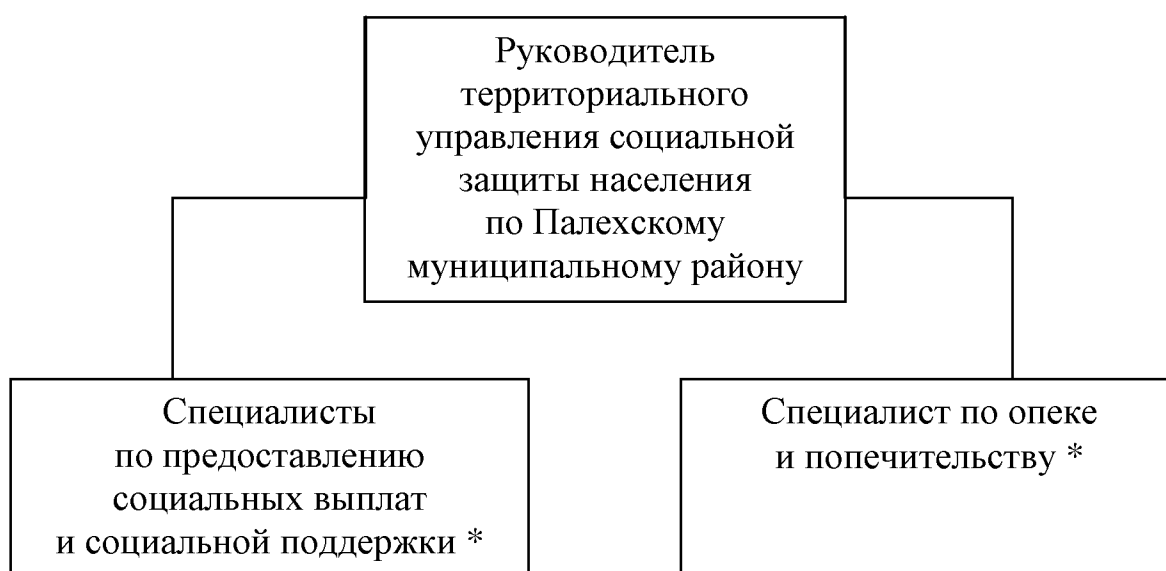 Руководитель
территориального
управления социальной
защиты населения
по Палехскому
муниципальному району
Специалисты
по предоставлению
социальных выплат
и социальной поддержки *
Специалист по опеке
и попечительству *